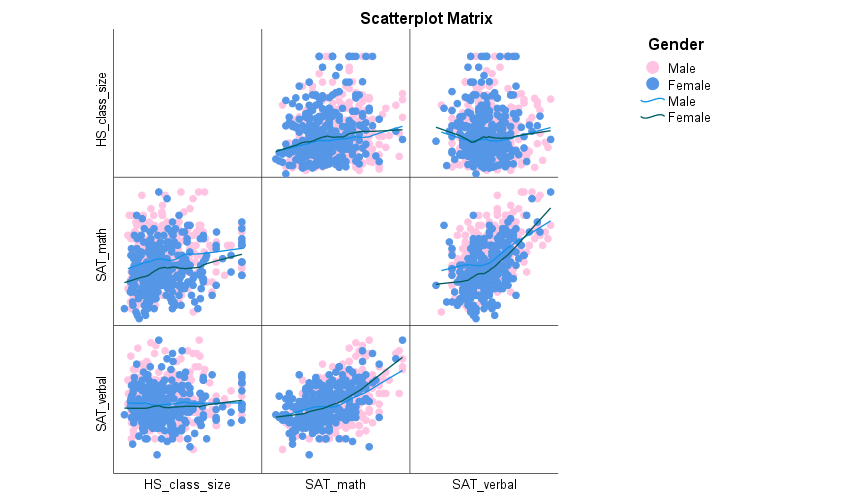 Scatterplot Matrix
Gender
Male
Female
Male
Female
HS_class_size
SAT_math
SAT_verbal
HS_class_size
SAT_math
SAT_verbal